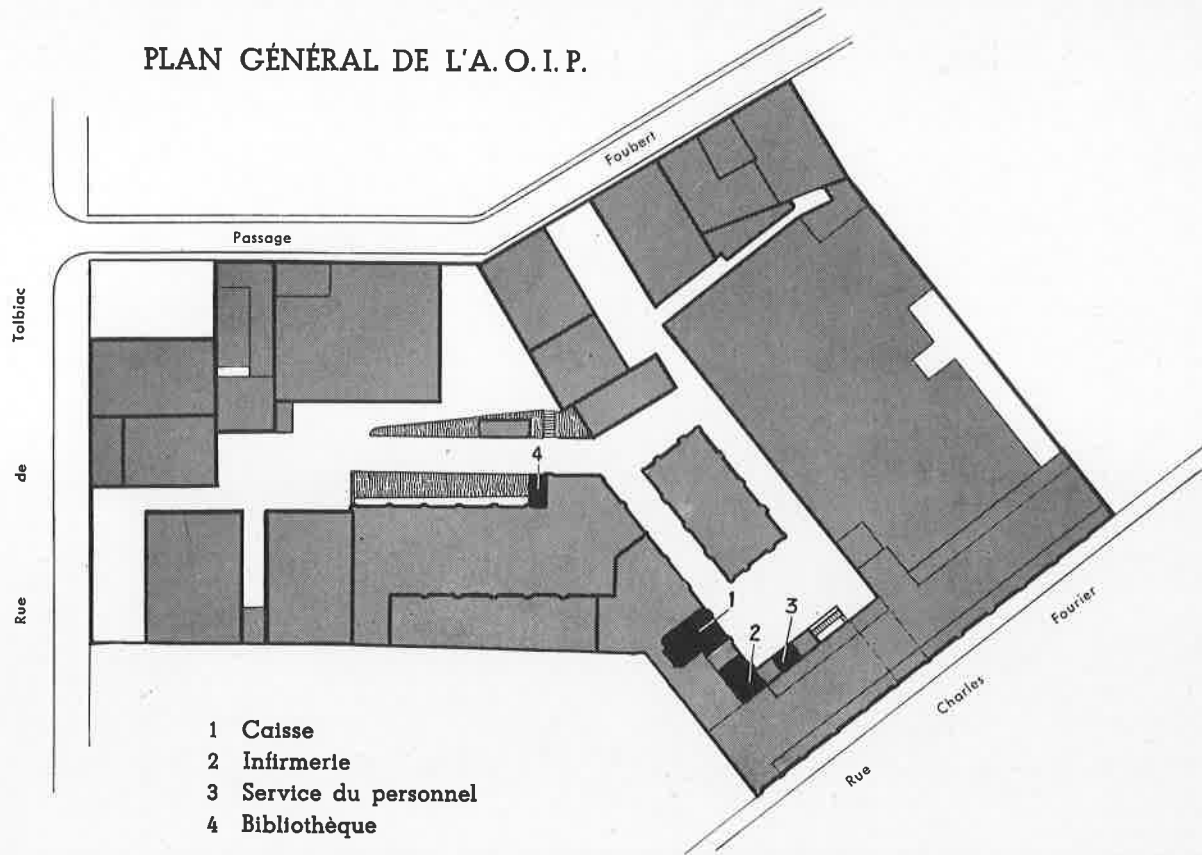 PLAN GÉNÉRAL DE L'A.O.I.P.
Foubert
Passage
Tolbiac
de
Rue
4
1
3
2
Fourier
Charles
Rue
1 Caisse
2 Infirmerie
3 Service du personnel
4 Bibliothèque